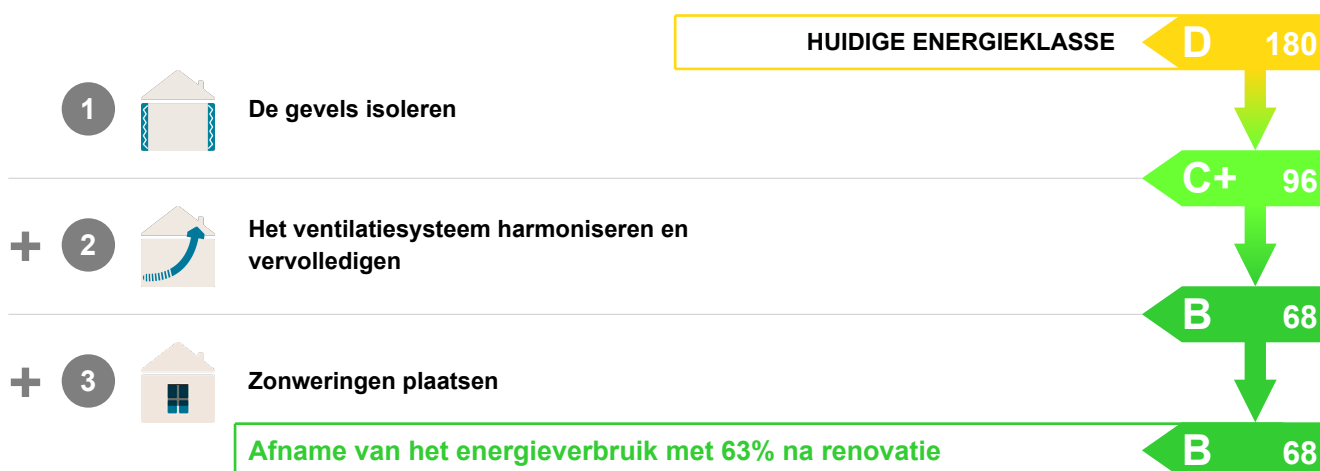 HUIDIGE ENERGIEKLASSE D 180
1 De gevels isoleren
C+ 96
+ 2 Het ventilatiesysteem harmoniseren en
vervolledigen
B 68
+ 3 Zonweringen plaatsen
Afname van het energieverbruik met 63% na renovatie B 68